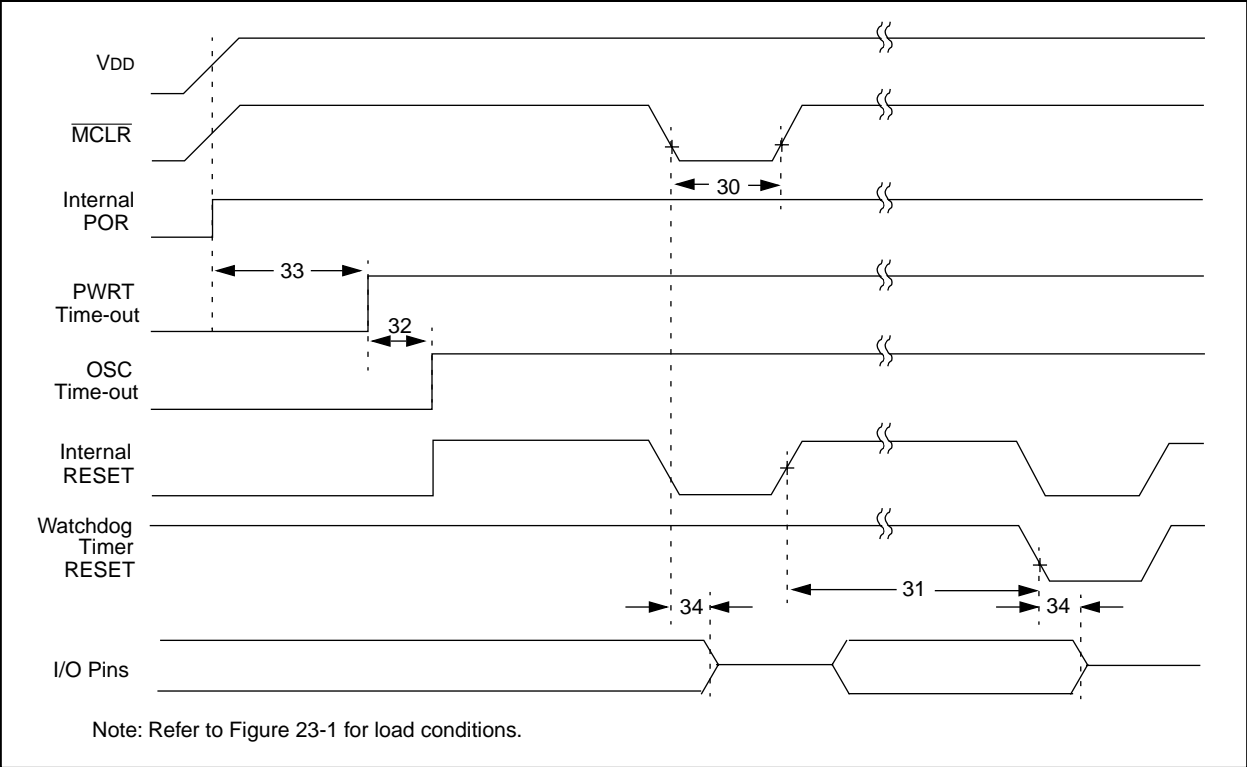 VDD
MCLR
30
Internal
POR
33
PWRT
Time-out
32
OSC
Time-out
Internal
RESET
Watchdog
Timer
RESET
31
34
34
I/O Pins
Note: Refer to Figure 23-1 for load conditions.